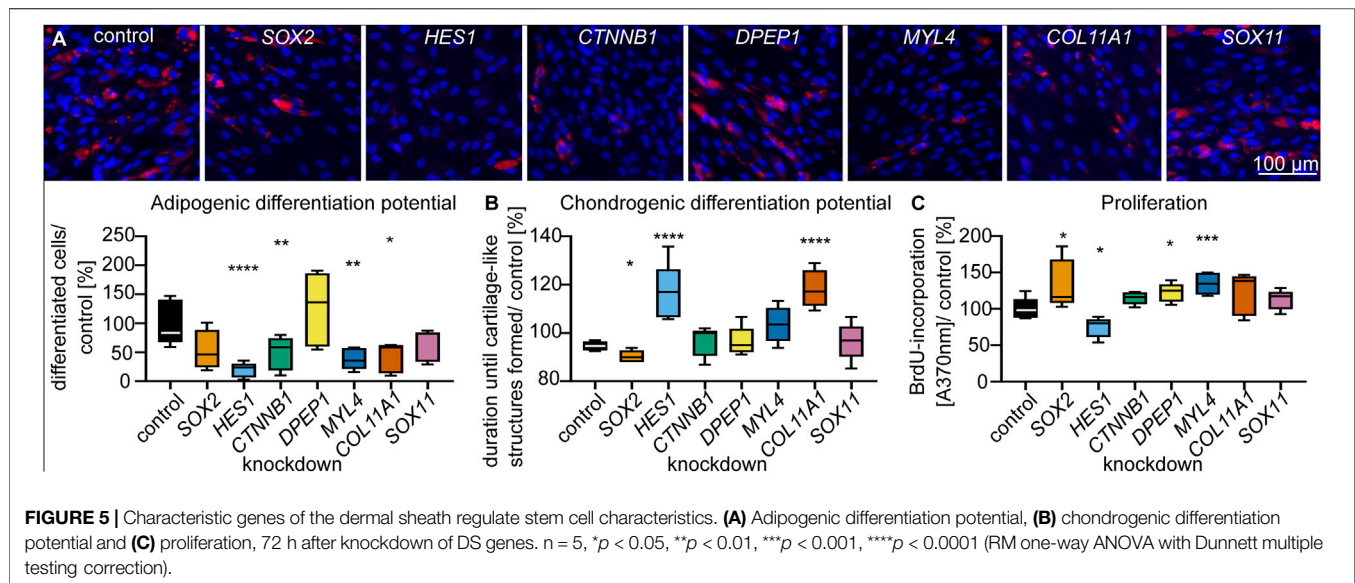 A control SOX2 HES1 CTNNB1 DPEP1 MYL4 COL11A1 SOX11
100 µm
Adipogenic differentiation potential
differentiated cells/
control [%]
250
200
150
100
50
0
****
**
**
*
control SOX2 HES1 CTNNB1 DPEP1 MYL4 COL11A1 SOX11
knockdown
B Chondrogenic differentiation potential
duration until cartilage-like
structures formed/ control [%]
140
120
100
80
*
****
****
control SOX2 HES1 CTNNB1 DPEP1 MYL4 COL11A1 SOX11
knockdown
C Proliferation
BrdU-incorporation
[A370nm]/ control [%]
200
150
100
50
0
*
*
*
***
control SOX2 HES1 CTNNB1 DPEP1 MYL4 COL11A1 SOX11
knockdown
FIGURE 5 | Characteristic genes of the dermal sheath regulate stem cell characteristics. (A) Adipogenic differentiation potential, (B) chondrogenic differentiation
potential and (C) proliferation, 72 h after knockdown of DS genes. n = 5, *p < 0.05, **p < 0.01, ***p < 0.001, ****p < 0.0001 (RM one-way ANOVA with Dunnett multiple
testing correction).